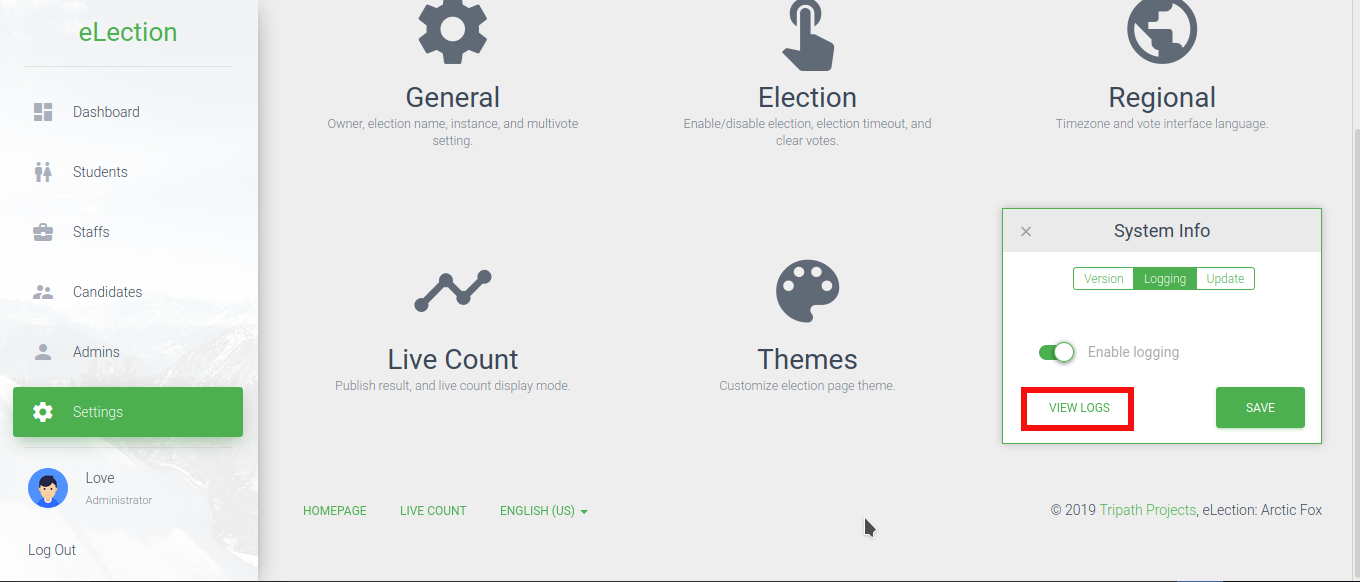 eLection
Dashboard
Students
Staffs
Candidates
Admins
Settings
Love
Administrator
Log Out
General
Owner, election name, instance, and multivote
setting.
Election
Enable/disable election, election timeout, and
clear votes.
Regional
Timezone and vote interface language.
Live Count
Publish result, and live count display mode.
Themes
Customize election page theme.
System Info
Version Logging Update
Enable logging
VIEW LOGS SAVE
HOMEPAGE LIVE COUNT ENGLISH (US)
© 2019 Tripath Projects, eLection: Arctic Fox